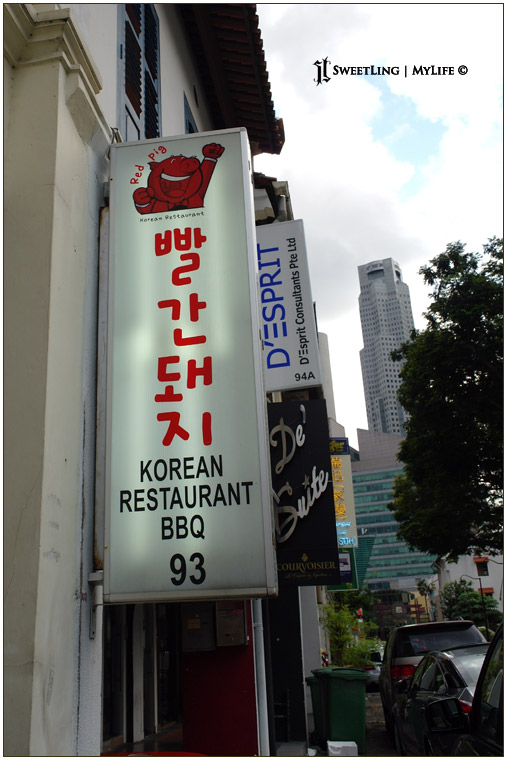 SWEETLING | MYLIFE ©
Red Pig
Korean Restaurant
빨간돼지
KOREAN
RESTAURANT
BBQ
93
D'ESPRIT
D'Esprit Consultants Pte Ltd
94A
De'
Suite
COURVOISIER